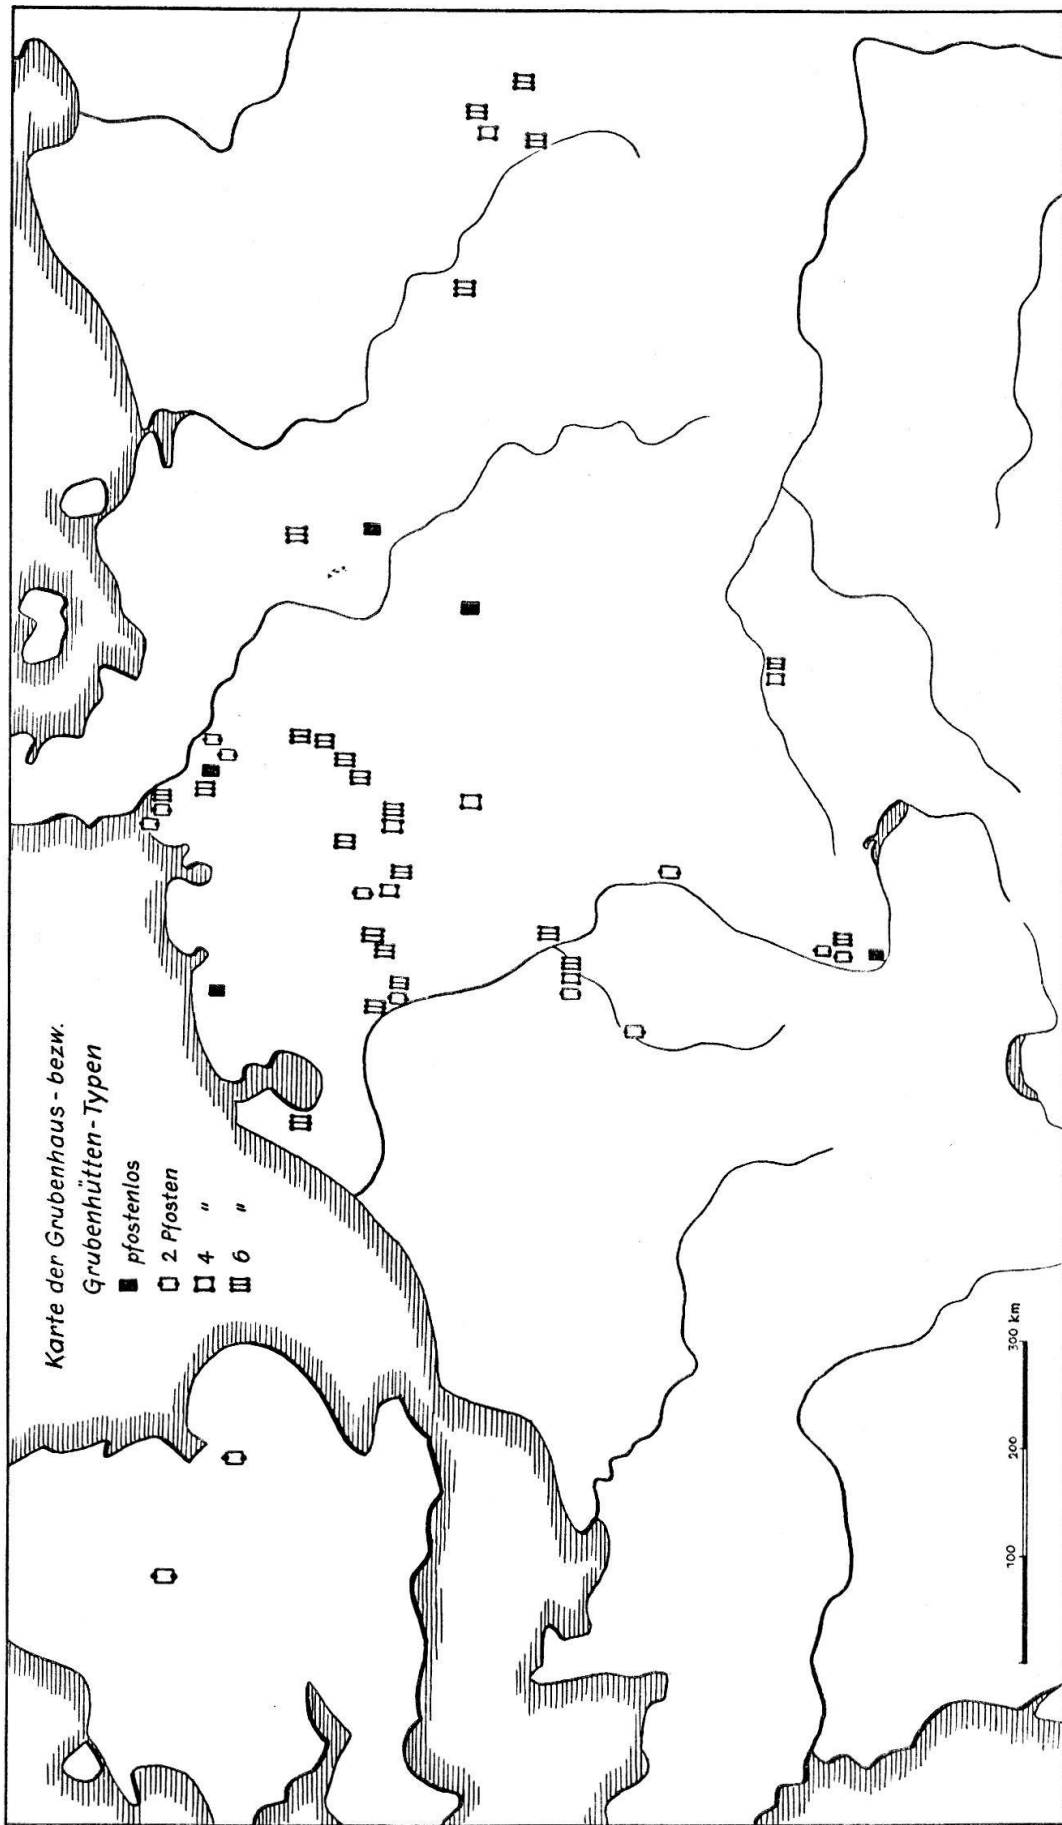 Karte der Grubenhaus - bezw.
Grubenhütten - Typen
pfostenlos
2 Pfosten
4 "
6 "
100 200 300 km